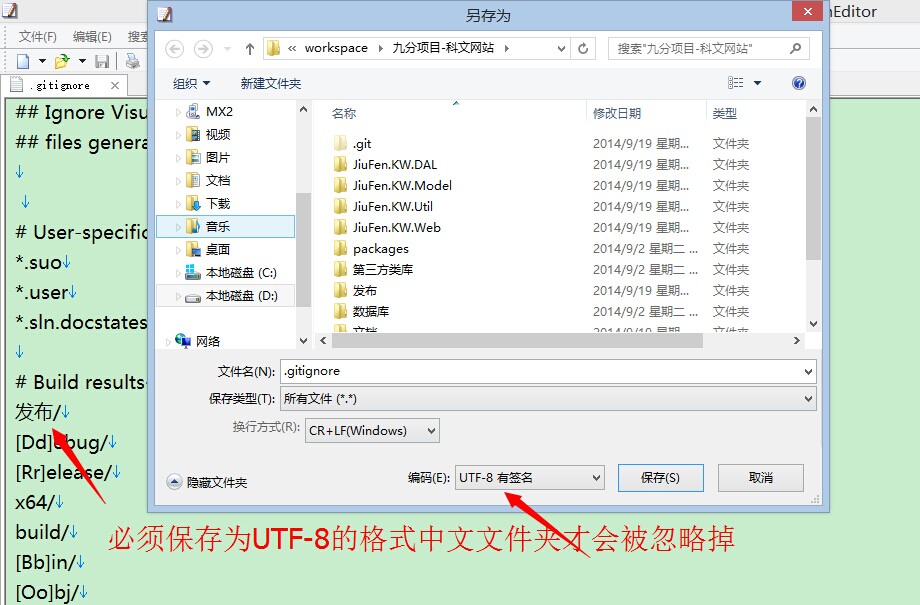 另存为
nEditor
文件(F) 编辑(E) 搜索
.gitignore
« workspace 九分项目-科文网站
搜索"九分项目-科文网站"
组织 新建文件夹
MX2
视频
图片
文档
下载
音乐
桌面
本地磁盘 (C:)
本地磁盘 (D:)
网络
名称 修改日期 类型
.git 2014/9/19 星期... 文件夹
JiuFen.KW.DAL 2014/9/19 星期... 文件夹
JiuFen.KW.Model 2014/9/19 星期... 文件夹
JiuFen.KW.Util 2014/9/19 星期... 文件夹
JiuFen.KW.Web 2014/9/19 星期... 文件夹
packages 2014/9/2 星期二 ... 文件夹
第三方类库 2014/9/2 星期二 ... 文件夹
发布 2014/9/19 星期... 文件夹
数据库 2014/9/2 星期二 ... 文件夹
文档 2014/9/19 星期... 文件夹
文件名(N): .gitignore
保存类型(T): 所有文件 (*.*)
换行方式(R): CR+LF(Windows)
隐藏文件夹
编码(E): UTF-8 有签名
保存(S) 取消
## Ignore Visu
## files genera
# User-specific
*.suo↓
*.user↓
*.sln.docstates
# Build results
发布/↓
[Dd]ebug/↓
[Rr]elease/↓
x64/↓
build/↓
[Bb]in/↓
[Oo]bj/↓
必须保存为UTF-8的格式中文文件夹才会被忽略掉